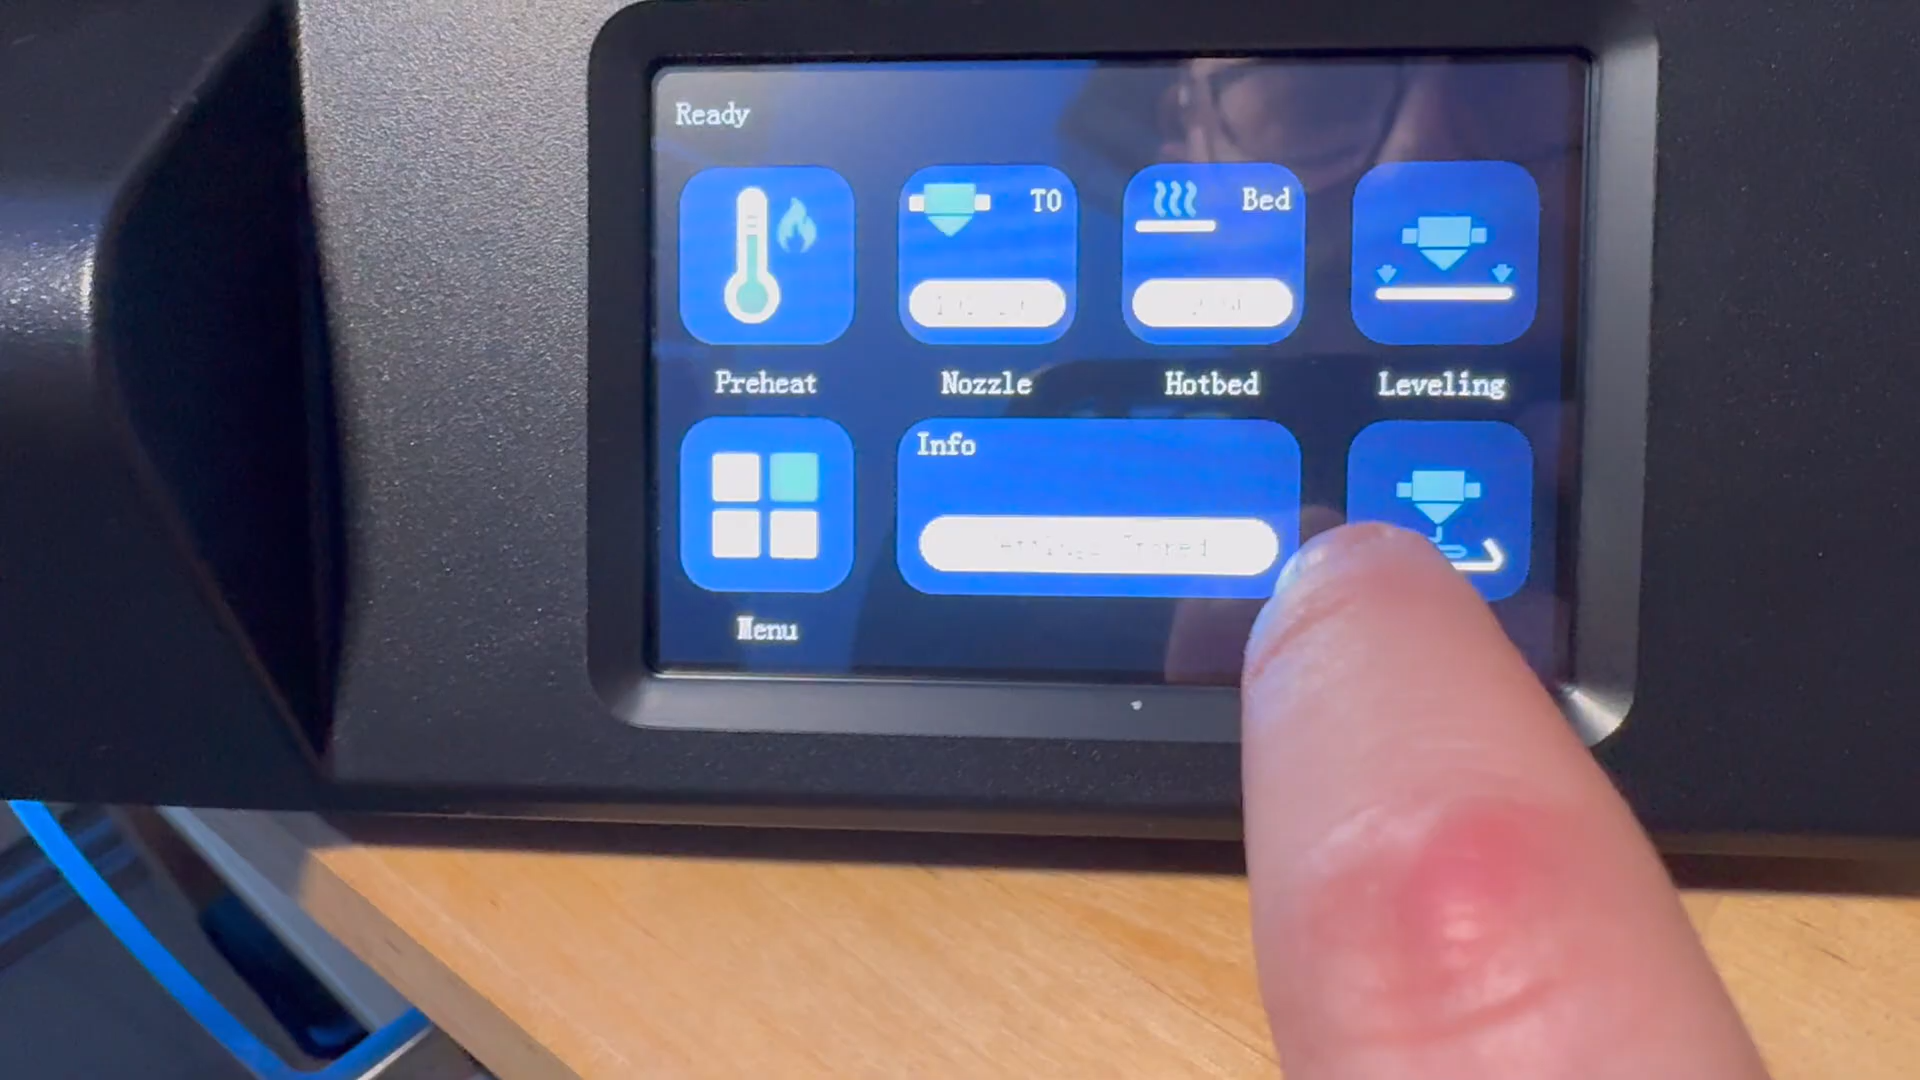 Ready
T0
Bed
Preheat
Nozzle
Hotbed
Leveling
Info
Menu